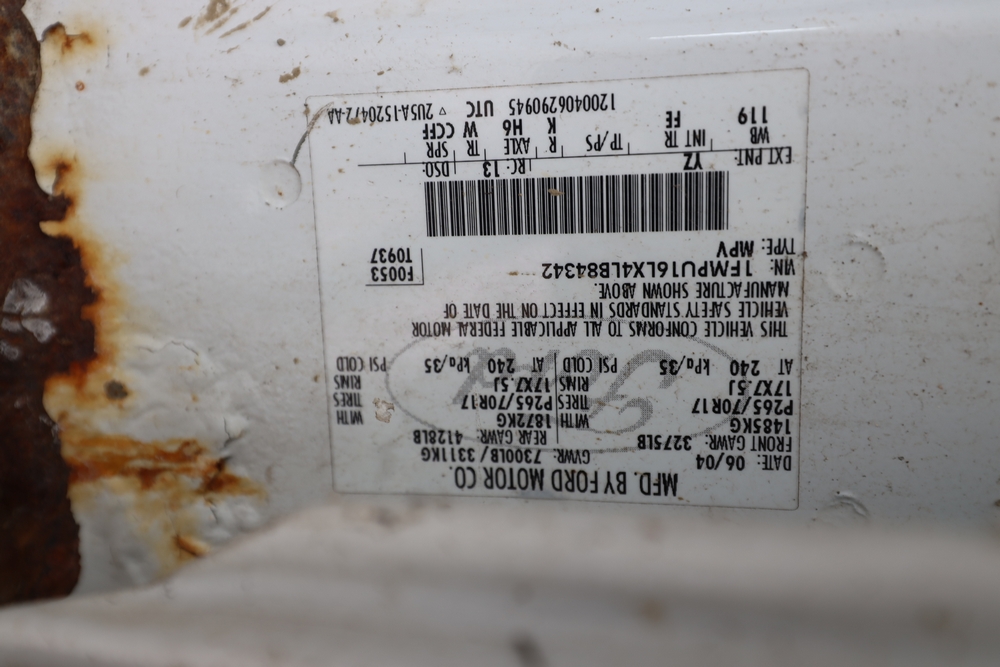 MFD. BY FORD MOTOR CO.
DATE: 06/04 GVWR: 7300LB / 3311KG
FRONT GAWR: 3275LB REAR GAWR: 4128LB
1485KG WITH 1872KG WITH
P265/70R17 TIRES P265/70R17 TIRES
17X7.5J RIMS 17X7.5J RIMS
AT 240 kPa/35 PSI COLD AT 240 kPa/35 PSI COLD
Ford
THIS VEHICLE CONFORMS TO ALL APPLICABLE FEDERAL MOTOR
VEHICLE SAFETY STANDARDS IN EFFECT ON THE DATE OF
MANUFACTURE SHOWN ABOVE.
VIN: 1FMPU16LX4LB84342 F0053
TYPE: MPV T0937
EXT PNT: YZ RC: 13 DSO:
WB INT TR TP/PS R AXLE TR SPR
119 FE K H6 W CCFF
1200406290945 UTC ▽ 2U5A-1520472-AA